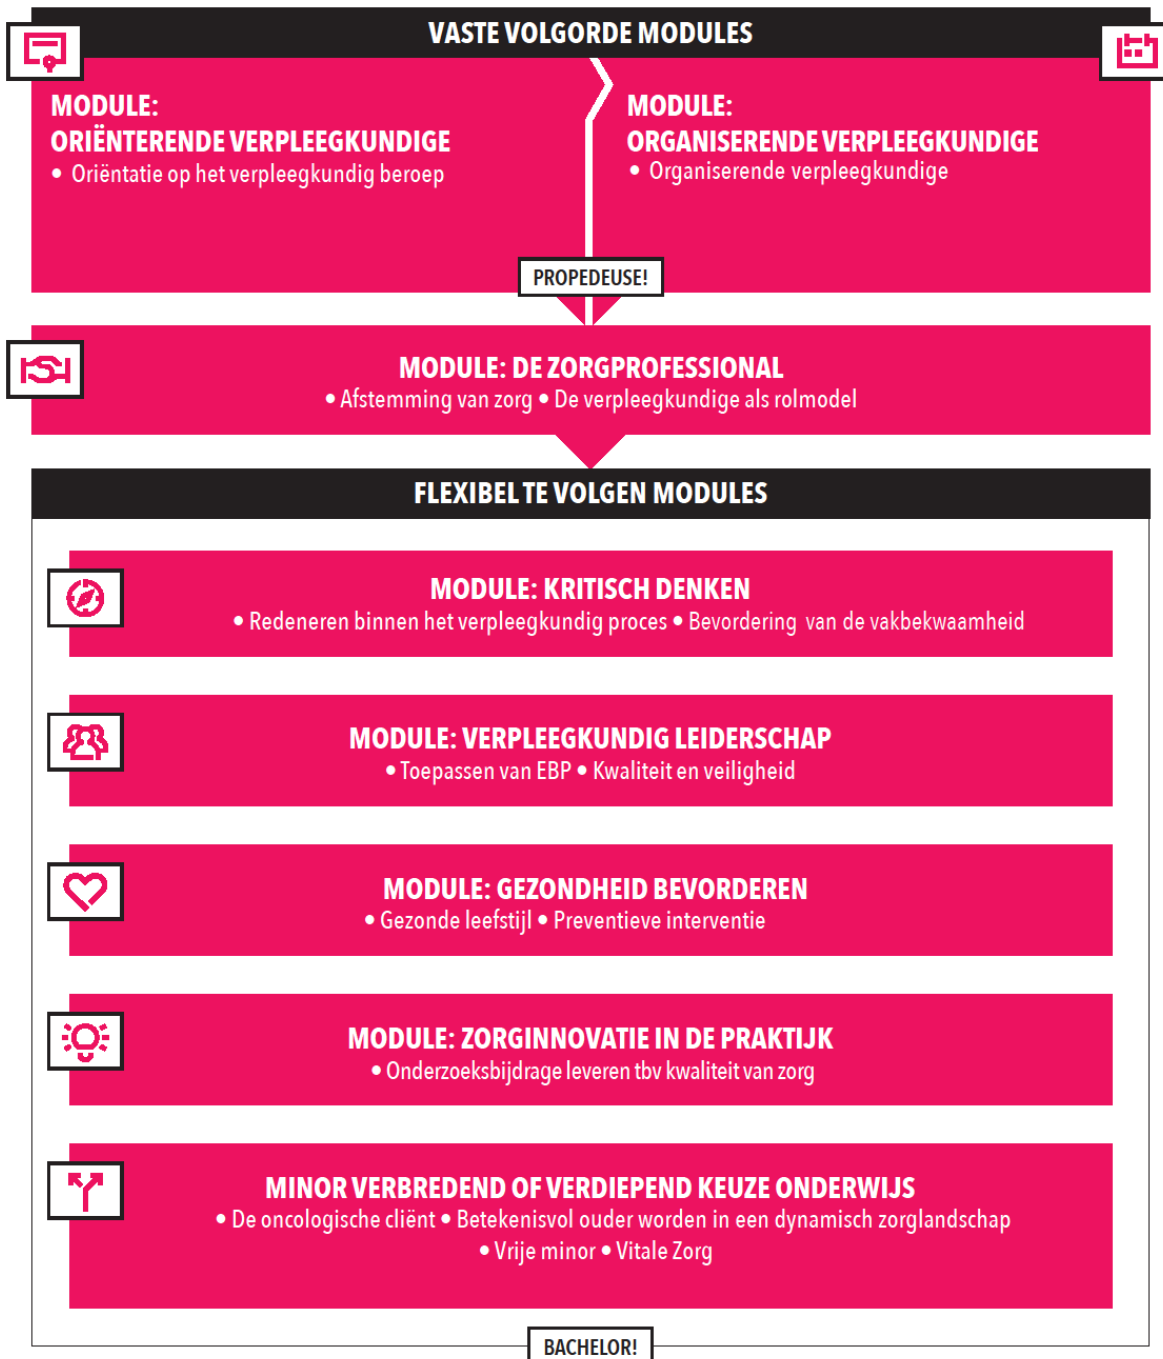 VASTE VOLGORDE MODULES
MODULE:
ORIËNTERENDE VERPLEEGKUNDIGE
• Oriëntatie op het verpleegkundig beroep
MODULE:
ORGANISERENDE VERPLEEGKUNDIGE
• Organiserende verpleegkundige
PROPEDEUSE!
MODULE: DE ZORGPROFESSIONAL
• Afstemming van zorg • De verpleegkundige als rolmodel
FLEXIBEL TE VOLGEN MODULES
MODULE: KRITISCH DENKEN
• Redeneren binnen het verpleegkundig proces • Bevordering van de vakbekwaamheid
MODULE: VERPLEEGKUNDIG LEIDERSCHAP
• Toepassen van EBP • Kwaliteit en veiligheid
MODULE: GEZONDHEID BEVORDEREN
• Gezonde leefstijl • Preventieve interventie
MODULE: ZORGINNOVATIE IN DE PRAKTIJK
• Onderzoeksbijdrage leveren tbv kwaliteit van zorg
MINOR VERBREDEND OF VERDIEPEND KEUZE ONDERWIJS
• De oncologische cliënt • Betekenisvol ouder worden in een dynamisch zorglandschap
• Vrije minor • Vitale Zorg
BACHELOR!